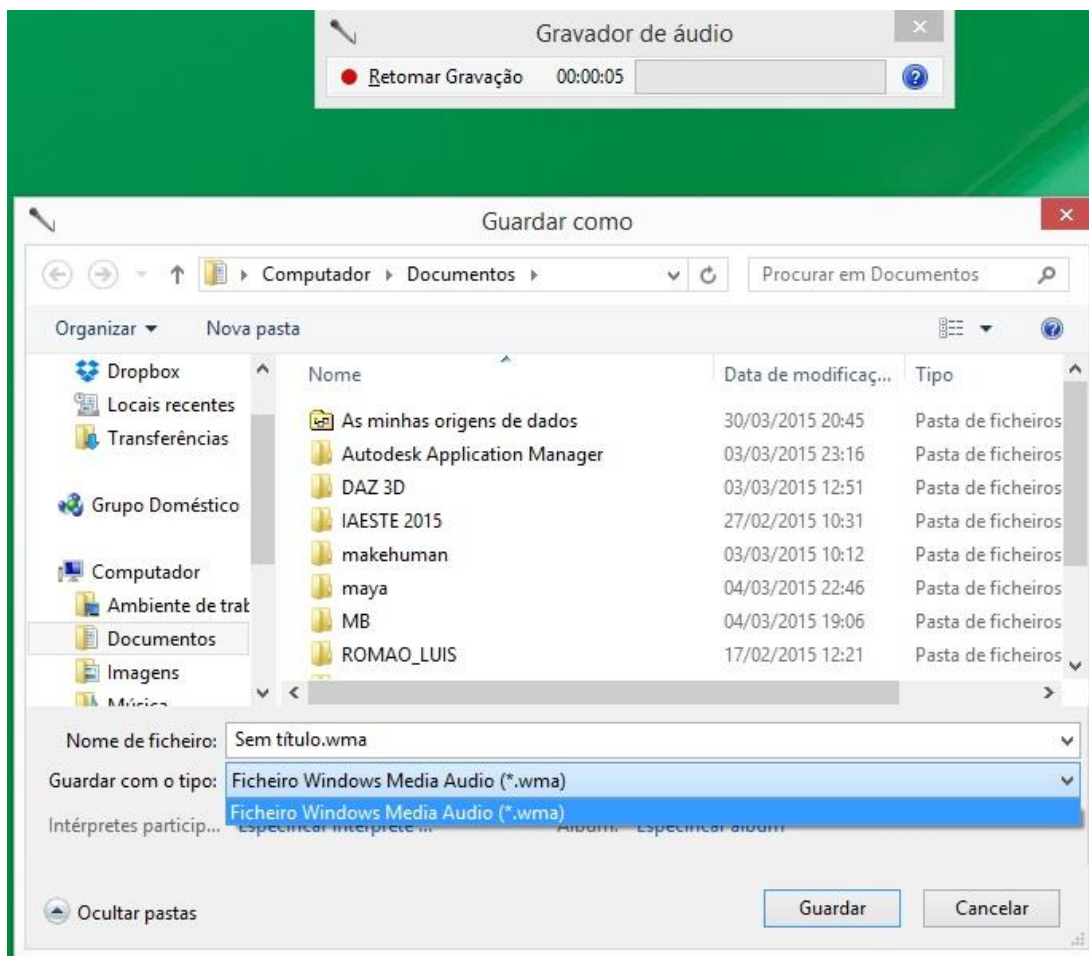 Gravador de áudio
Retomar Gravação 00:00:05
Guardar como
Computador Documentos Procurar em Documentos
Organizar Nova pasta
Dropbox
Locais recentes
Transferências
Grupo Doméstico
Computador
Ambiente de trab
Documentos
Imagens
Música
Nome Data de modificaç... Tipo
As minhas origens de dados 30/03/2015 20:45 Pasta de ficheiros
Autodesk Application Manager 03/03/2015 23:16 Pasta de ficheiros
DAZ 3D 03/03/2015 12:51 Pasta de ficheiros
IAESTE 2015 27/02/2015 10:31 Pasta de ficheiros
makehuman 03/03/2015 10:12 Pasta de ficheiros
maya 04/03/2015 22:46 Pasta de ficheiros
MB 04/03/2015 19:06 Pasta de ficheiros
ROMAO_LUIS 17/02/2015 12:21 Pasta de ficheiros
Nome de ficheiro: Sem título.wma
Guardar com o tipo: Ficheiro Windows Media Audio (*.wma)
Ficheiro Windows Media Audio (*.wma)
Intérpretes particip... Especificar intérprete ... Álbum: Especificar álbum
Ocultar pastas Guardar Cancelar